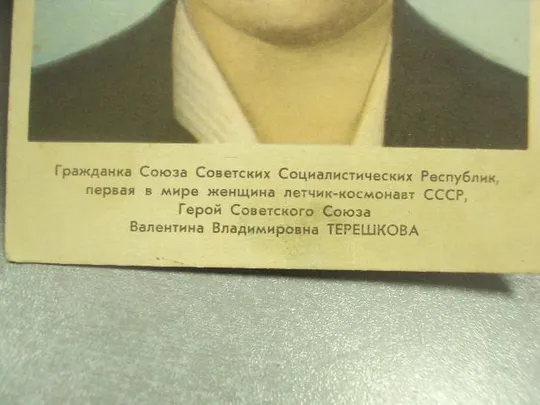 Гражданка Союза Советских Социалистических Республик,
первая в мире женщина летчик-космонавт СССР,
Герой Советского Союза
Валентина Владимировна ТЕРЕШКОВА